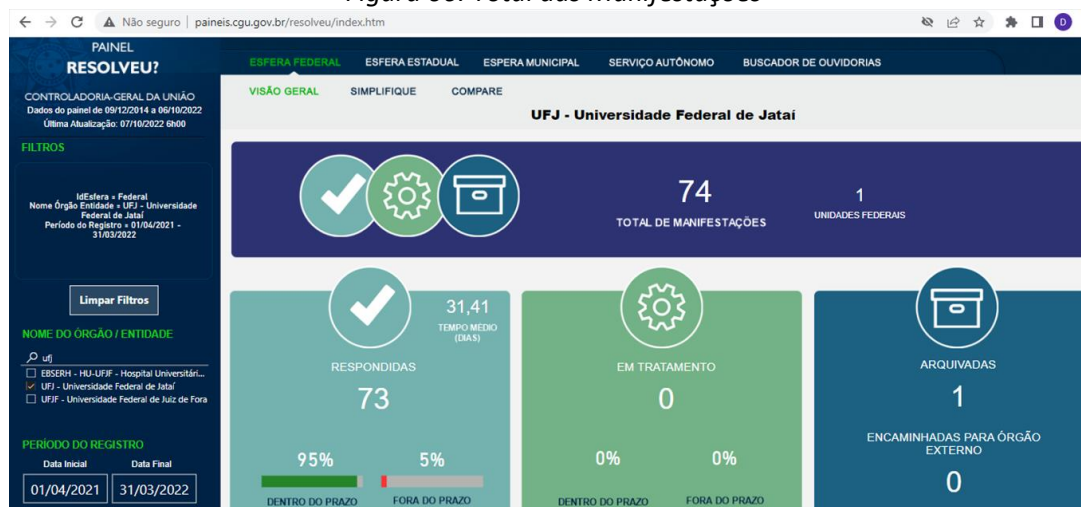 Figura 86: Total das Manifestações
Não seguro | paineis.cgu.gov.br/resolveu/index.htm
D
PAINEL
RESOLVEU?
CONTROLADORIA-GERAL DA UNIÃO
Dados do painel de 09/12/2014 a 06/10/2022
Última Atualização: 07/10/2022 6h00
FILTROS
IdEsfera = Federal
Nome Órgão Entidade = UFJ - Universidade
Federal de Jataí
Período do Registro = 01/04/2021 -
31/03/2022
Limpar Filtros
NOME DO ÓRGÃO / ENTIDADE
ufj
EBSERH - HU-UFJF - Hospital Universitári...
UFJ - Universidade Federal de Jataí
UFJF - Universidade Federal de Juiz de Fora
PERÍODO DO REGISTRO
Data Inicial Data Final
01/04/2021 31/03/2022
ESFERA FEDERAL ESFERA ESTADUAL ESPERA MUNICIPAL SERVIÇO AUTÔNOMO BUSCADOR DE OUVIDORIAS
VISÃO GERAL SIMPLIFIQUE COMPARE
UFJ - Universidade Federal de Jataí
74
TOTAL DE MANIFESTAÇÕES
1
UNIDADES FEDERAIS
31,41
TEMPO MÉDIO
(DIAS)
RESPONDIDAS
73
95% 5%
DENTRO DO PRAZO FORA DO PRAZO
EM TRATAMENTO
0
0% 0%
DENTRO DO PRAZO FORA DO PRAZO
ARQUIVADAS
1
ENCAMINHADAS PARA ÓRGÃO
EXTERNO
0